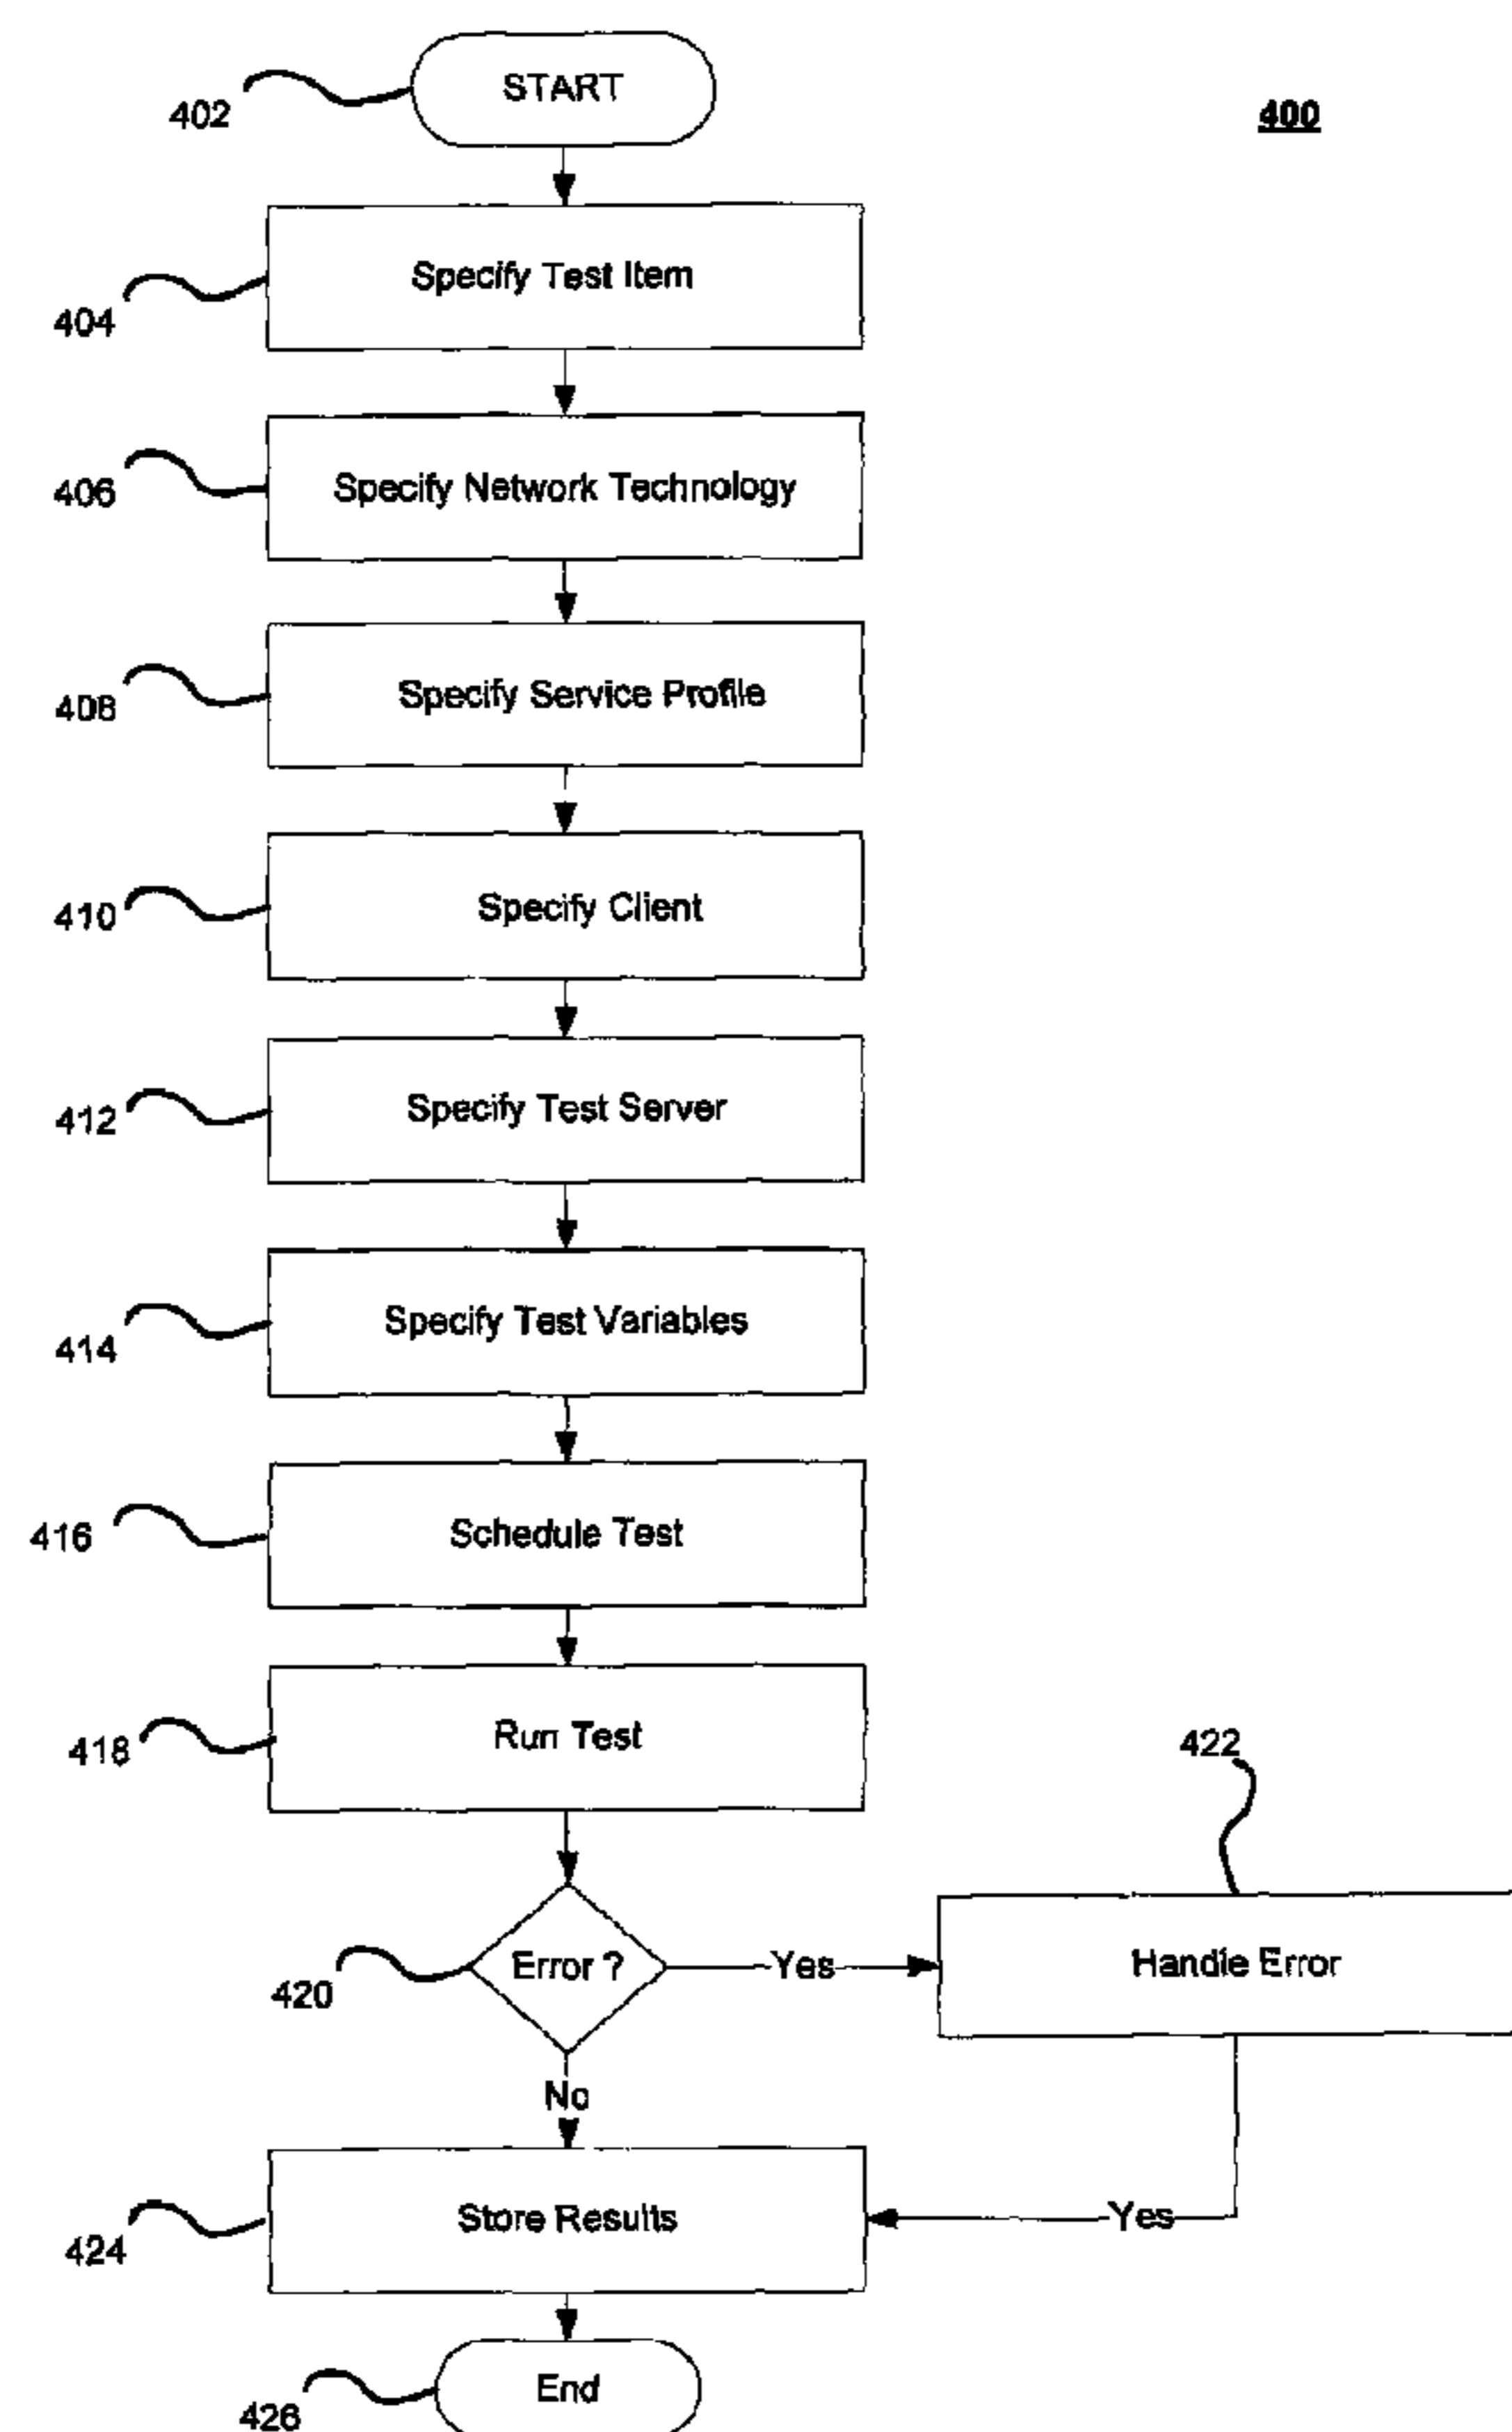 START
402
400
Specify Test Item
404
Specify Network Technology
406
Specify Service Profile
408
Specify Client
410
Specify Test Server
412
Specify Test Variables
414
Schedule Test
416
Run Test
418
422
Error ?
Yes
Handle Error
420
No
Store Results
Yes
424
End
426